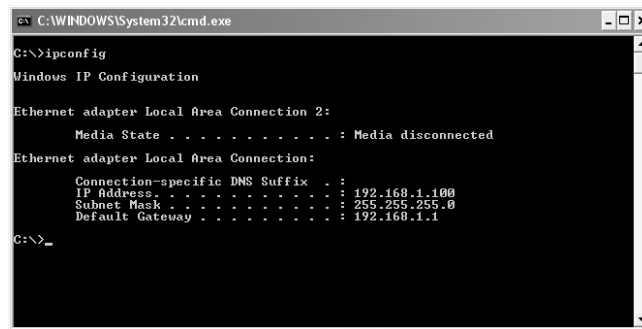 C:\WINDOWS\System32\cmd.exe
C:\>ipconfig
Windows IP Configuration
Ethernet adapter Local Area Connection 2:
Media State . . . . . . . . . . . : Media disconnected
Ethernet adapter Local Area Connection:
Connection-specific DNS Suffix  . :
IP Address. . . . . . . . . . . . : 192.168.1.100
Subnet Mask . . . . . . . . . . . : 255.255.255.0
Default Gateway . . . . . . . . . : 192.168.1.1
C:\>_